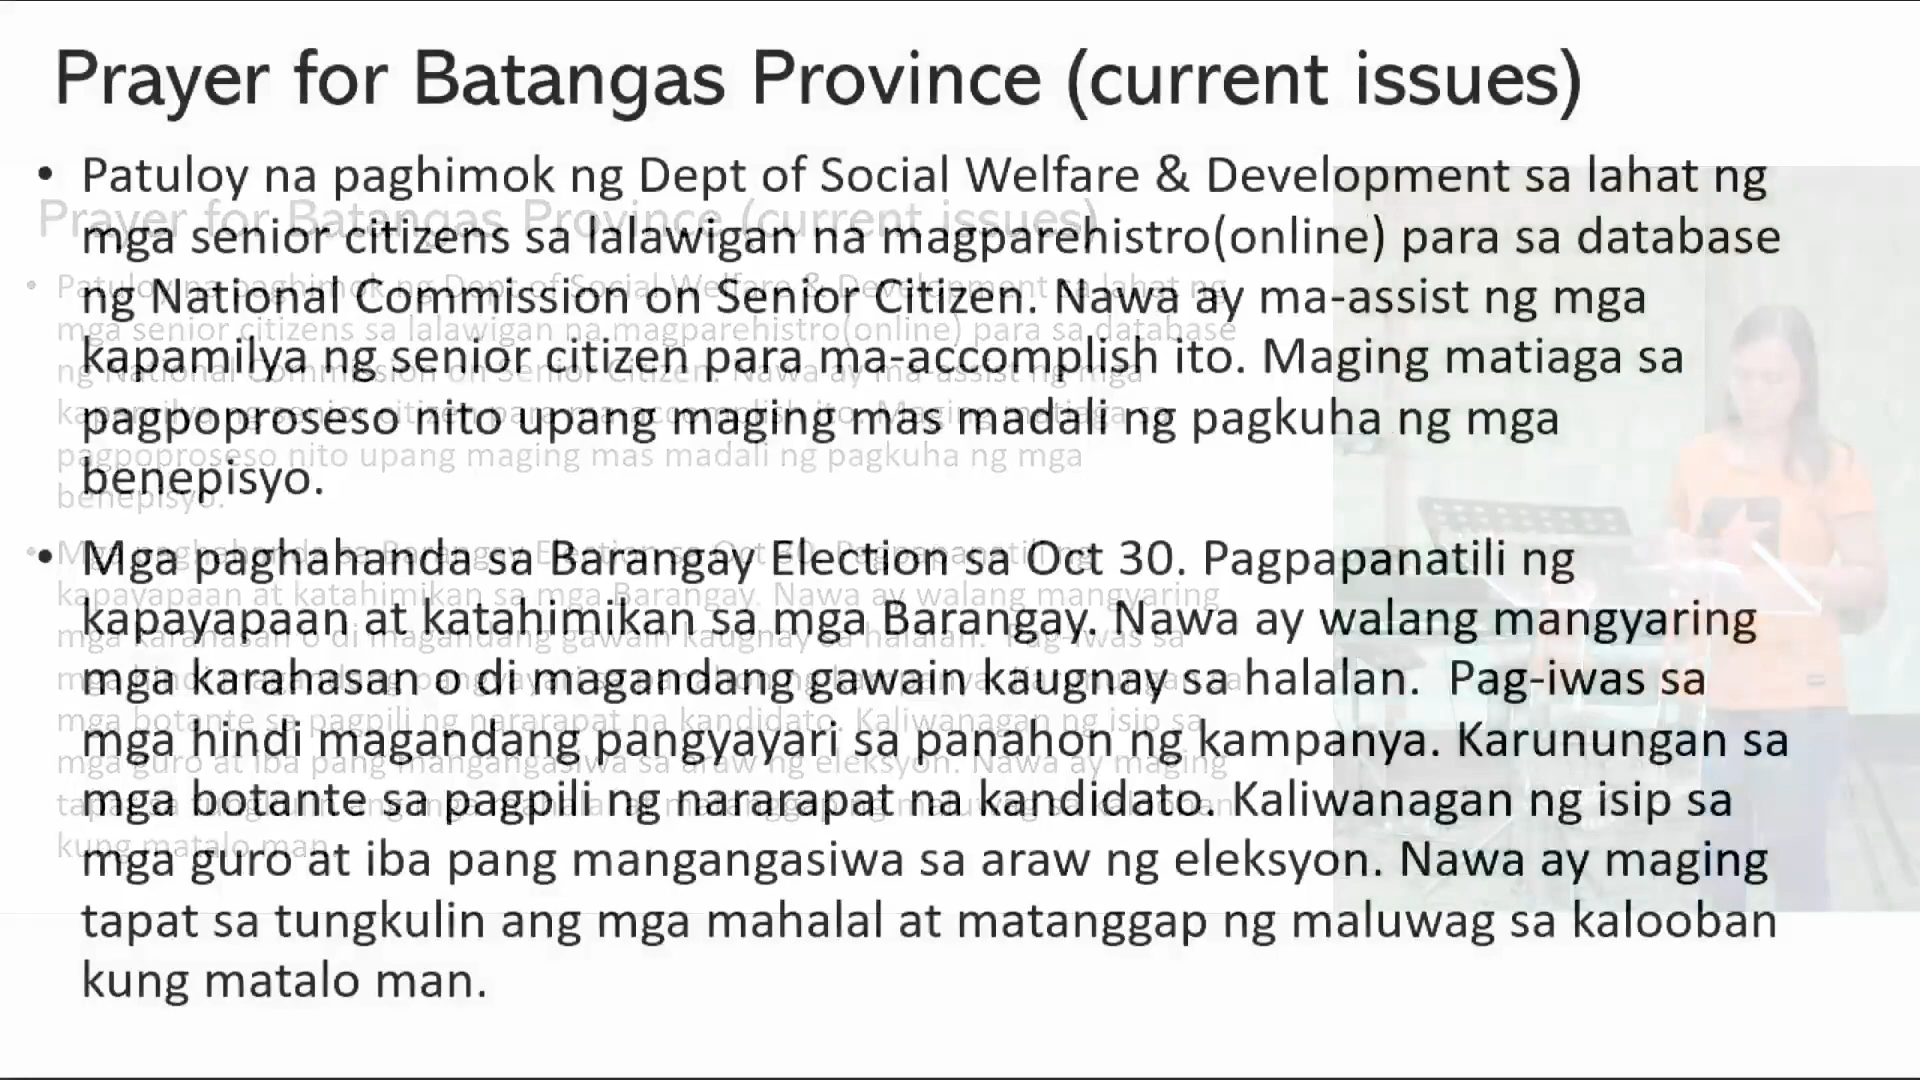 Prayer for Batangas Province (current issues)
• Patuloy na paghimok ng Dept of Social Welfare & Development sa lahat ng
mga senior citizens sa lalawigan na magparehistro(online) para sa database
ng National Commission on Senior Citizen. Nawa ay ma-assist ng mga
kapamilya ng senior citizen para ma-accomplish ito. Maging matiaga sa
pagpoproseso nito upang maging mas madali ng pagkuha ng mga
benepisyo.
• Mga paghahanda sa Barangay Election sa Oct 30. Pagpapanatili ng
kapayapaan at katahimikan sa mga Barangay. Nawa ay walang mangyaring
mga karahasan o di magandang gawain kaugnay sa halalan.  Pag-iwas sa
mga hindi magandang pangyayari sa panahon ng kampanya. Karunungan sa
mga botante sa pagpili ng nararapat na kandidato. Kaliwanagan ng isip sa
mga guro at iba pang mangangasiwa sa araw ng eleksyon. Nawa ay maging
tapat sa tungkulin ang mga mahalal at matanggap ng maluwag sa kalooban
kung matalo man.